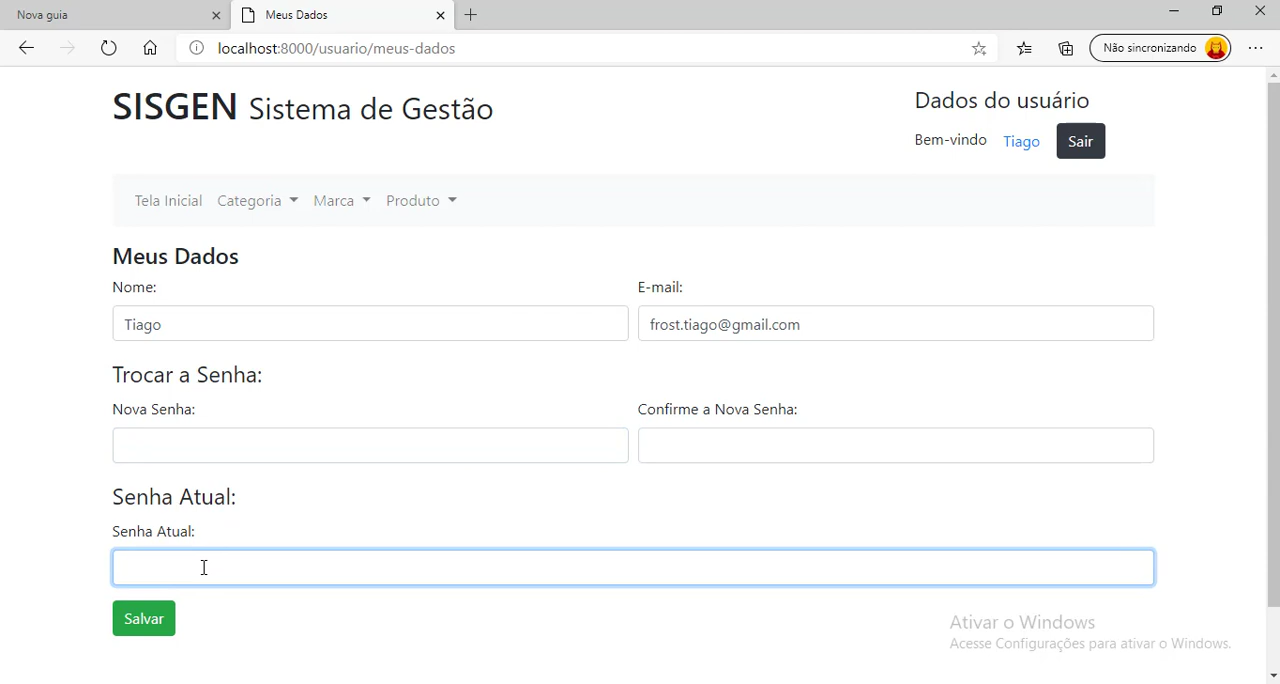 Nova guia
Meus Dados
localhost:8000/usuario/meus-dados
Não sincronizando
SISGEN Sistema de Gestão
Dados do usuário
Bem-vindo Tiago Sair
Tela Inicial Categoria Marca Produto
Meus Dados
Nome: E-mail:
Tiago frost.tiago@gmail.com
Trocar a Senha:
Nova Senha: Confirme a Nova Senha:
Senha Atual:
Senha Atual:
Salvar
Ativar o Windows
Acesse Configurações para ativar o Windows.